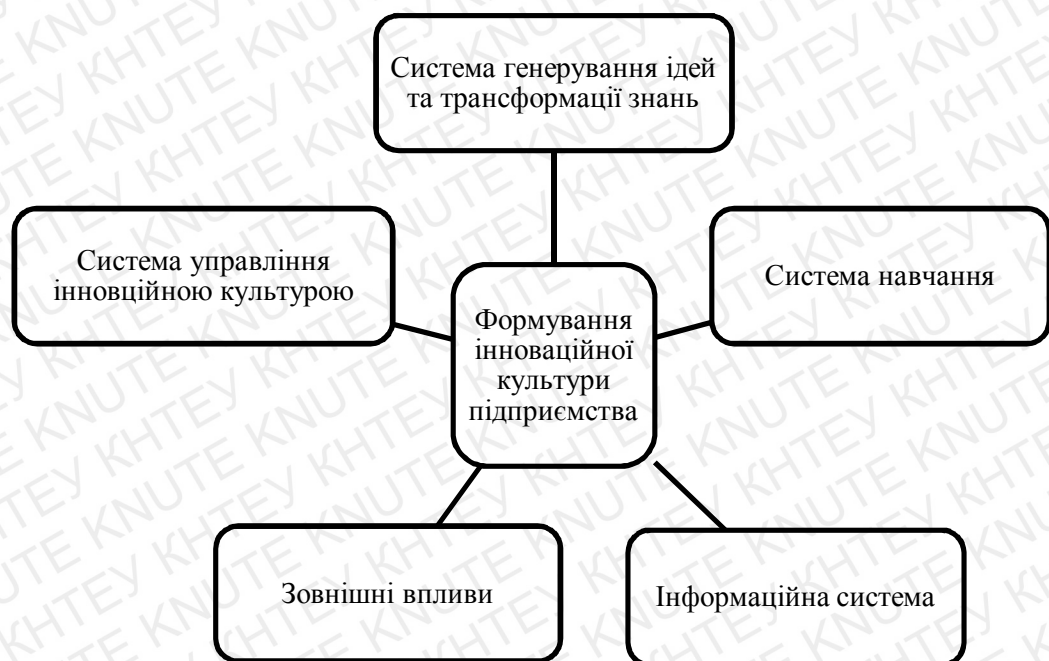 Система генерування ідей
та трансформації знань
Система управління
інновційною культурою
Система навчання
Формування
інноваційної
культури
підприємства
Зовнішні впливи
Інформаційна система